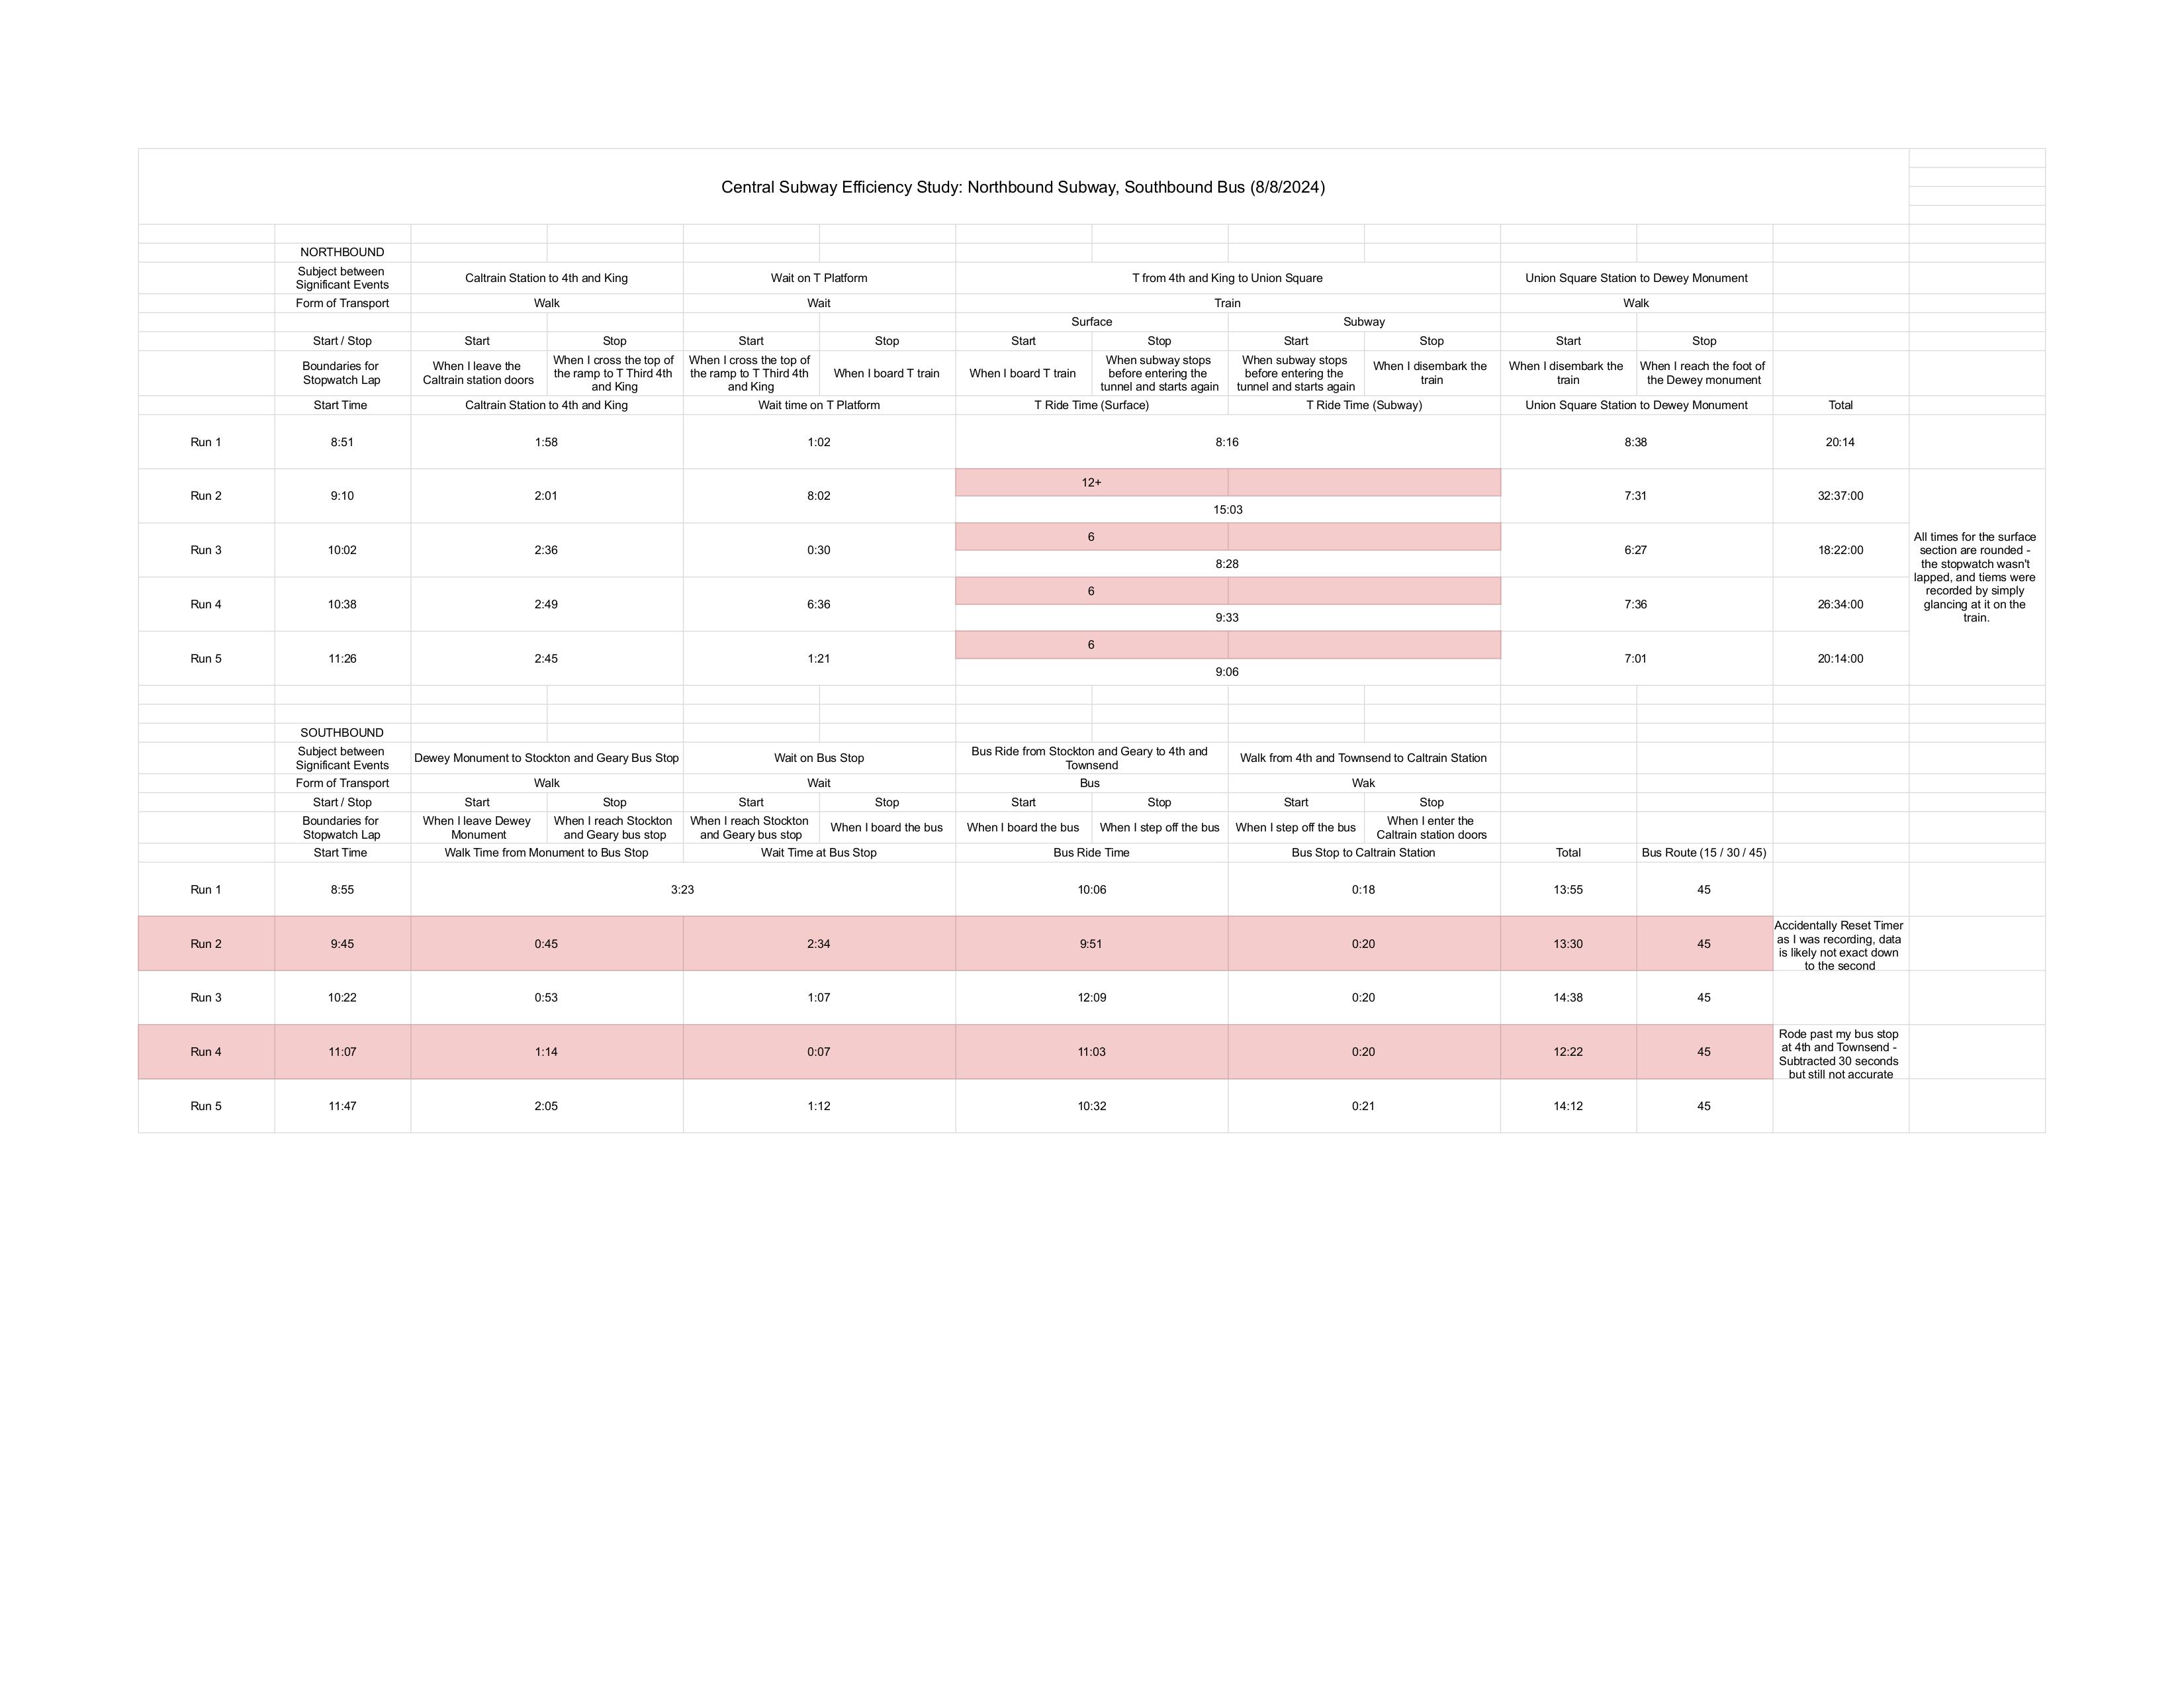 Central Subway Efficiency Study: Northbound Subway, Southbound Bus (8/8/2024)
NORTHBOUND
Subject between Significant Events Caltrain Station to 4th and King Wait on T Platform T from 4th and King to Union Square Union Square Station to Dewey Monument
Form of Transport Walk Wait Train Walk
Surface Subway
Start / Stop Start Stop Start Stop Start Stop Start Stop Start Stop
Boundaries for Stopwatch Lap When I leave the Caltrain station doors When I cross the top of the ramp to T Third 4th and King When I cross the top of the ramp to T Third 4th and King When I board T train When I board T train When subway stops before entering the tunnel and starts again When subway stops before entering the tunnel and starts again When I disembark the train When I disembark the train When I reach the foot of the Dewey monument
Start Time Caltrain Station to 4th and King Wait time on T Platform T Ride Time (Surface) T Ride Time (Subway) Union Square Station to Dewey Monument Total
Run 1 8:51 1:58 1:02 8:16 8:38 20:14
12+
Run 2 9:10 2:01 8:02 7:31 32:37:00
15:03
6
Run 3 10:02 2:36 0:30 6:27 18:22:00
8:28
6
Run 4 10:38 2:49 6:36 7:36 26:34:00
9:33
6
Run 5 11:26 2:45 1:21 7:01 20:14:00
9:06
All times for the surface
section are rounded -
the stopwatch wasn't
lapped, and tiems were
recorded by simply
glancing at it on the
train.
SOUTHBOUND
Subject between Significant Events Dewey Monument to Stockton and Geary Bus Stop Wait on Bus Stop Bus Ride from Stockton and Geary to 4th and Townsend Walk from 4th and Townsend to Caltrain Station
Form of Transport Walk Wait Bus Wak
Start / Stop Start Stop Start Stop Start Stop Start Stop
Boundaries for Stopwatch Lap When I leave Dewey Monument When I reach Stockton and Geary bus stop When I reach Stockton and Geary bus stop When I board the bus When I board the bus When I step off the bus When I step off the bus When I enter the Caltrain station doors
Start Time Walk Time from Monument to Bus Stop Wait Time at Bus Stop Bus Ride Time Bus Stop to Caltrain Station Total Bus Route (15 / 30 / 45)
Run 1 8:55 3:23 10:06 0:18 13:55 45
Run 2 9:45 0:45 2:34 9:51 0:20 13:30 45
Accidentally Reset Timer
as I was recording, data
is likely not exact down
to the second
Run 3 10:22 0:53 1:07 12:09 0:20 14:38 45
Run 4 11:07 1:14 0:07 11:03 0:20 12:22 45
Rode past my bus stop
at 4th and Townsend -
Subtracted 30 seconds
but still not accurate
Run 5 11:47 2:05 1:12 10:32 0:21 14:12 45